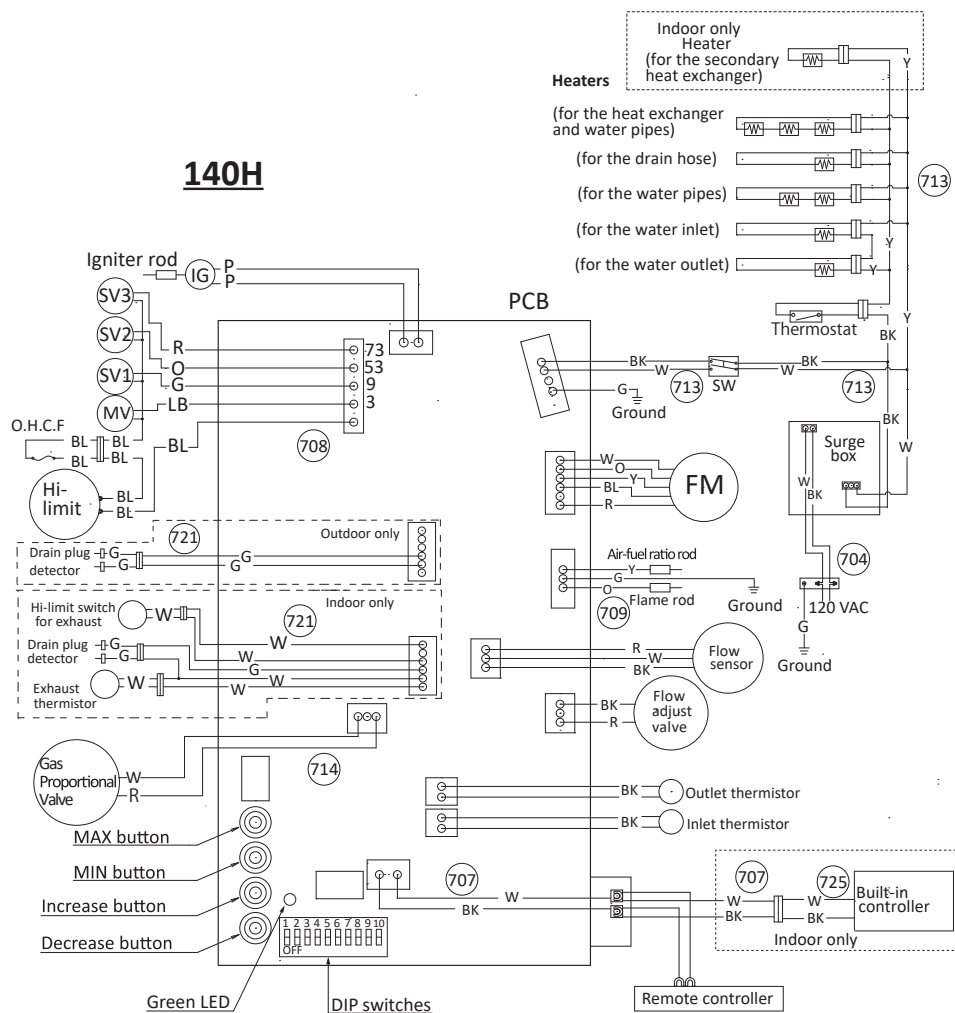 Indoor only
Heater
(for the secondary
heat exchanger)
Y
Heaters
(for the heat exchanger
and water pipes)
140H
(for the drain hose)
713
(for the water pipes)
(for the water inlet)
Y
Y
(for the water outlet)
Y
Igniter rod
IG
P
P
SV3
PCB
Thermostat
Y
BK
SV2
R
73
BK
BK
O
53
W
W
SV1
G
9
G
713
SW
713
MV
LB
3
Ground
BK
O.H.C.F
BL
BL
BL
BL
BL
708
W
O
Y
BL
R
FM
Surge
box
W
BK
W
Hi-
limit
BL
BL
721
Outdoor only
Drain plug
detector
G
G
G
G
Air-fuel ratio rod
Y
G
O
Flame rod
709
Ground
704
120 VAC
G
Ground
Hi-limit switch
for exhaust
W
721
Indoor only
W
Drain plug
detector
G
G
W
G
Exhaust
thermistor
W
W
W
R
W
BK
Flow
sensor
BK
R
Flow
adjust
valve
Gas
Proportional
Valve
W
R
714
BK
Outlet thermistor
BK
Inlet thermistor
MAX button
MIN button
Increase button
Decrease button
707
W
BK
707
725
W
W
BK
BK
Built-in
controller
Indoor only
1 2 3 4 5 6 7 8 9 10
OFF
Green LED
DIP switches
Remote controller